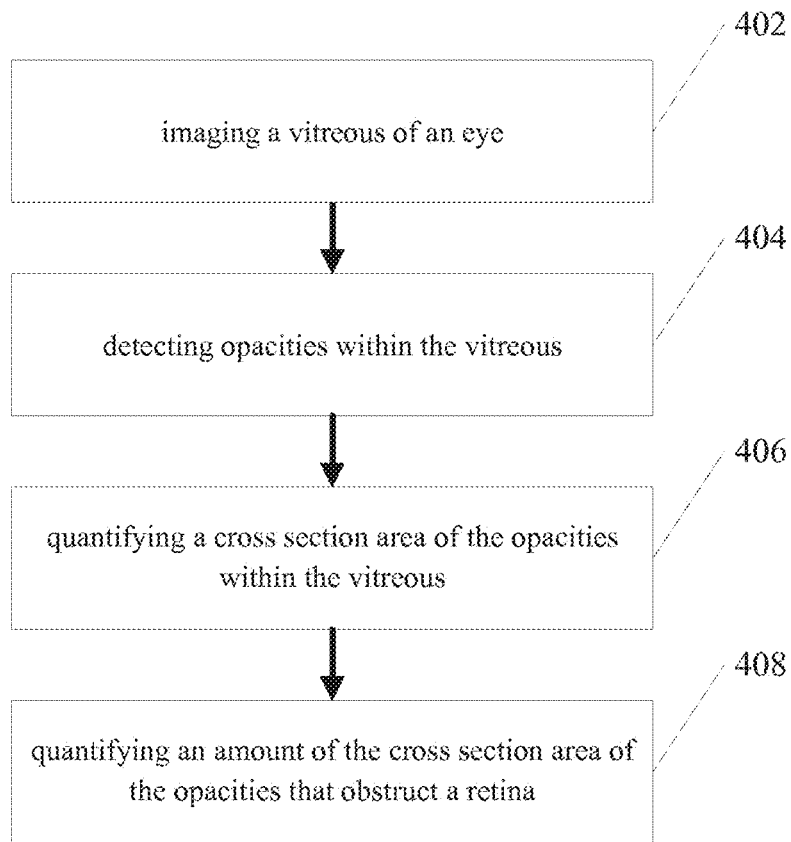 402
imaging a vitreous of an eye
404
detecting opacities within the vitreous
406
quantifying a cross section area of the opacities
within the vitreous
408
quantifying an amount of the cross section area of
the opacities that obstruct a retina